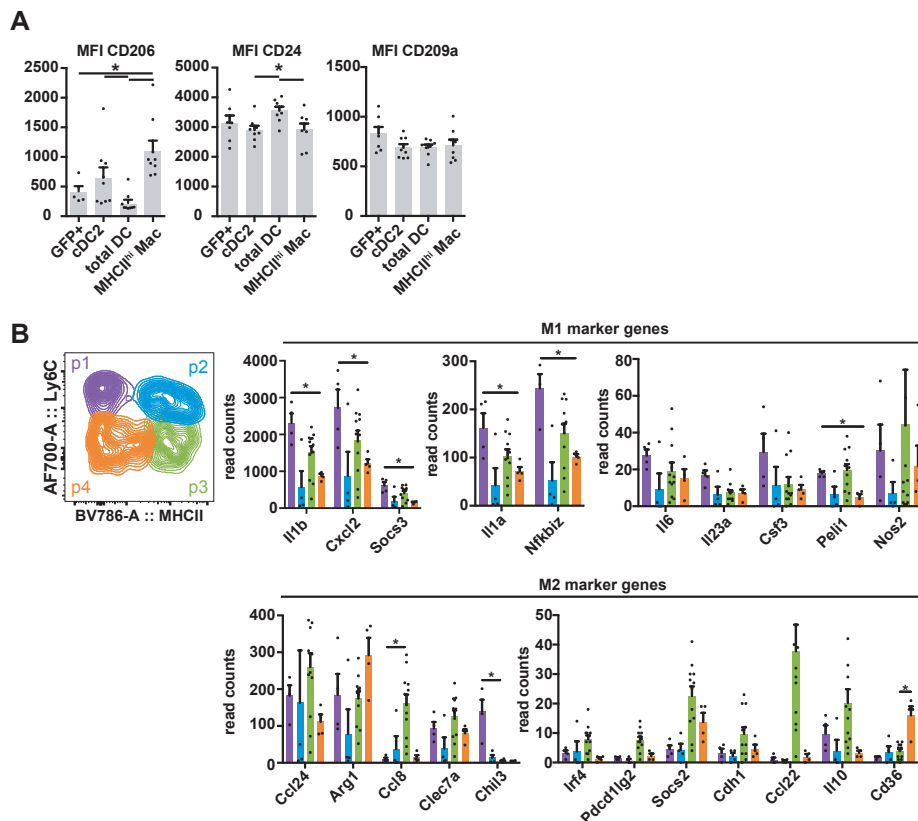 A
MFI CD206
MFI CD24
MFI CD209a
2500
2000
1500
1000
500
0
*
GFP+
cDC2
total DC
MHCIIhi Mac
5000
4000
3000
2000
1000
0
*
GFP+
cDC2
total DC
MHCIIhi Mac
1500
1000
500
0
GFP+
cDC2
total DC
MHCIIhi Mac
B
M1 marker genes
AF700-A :: Ly6C
p1
p2
p4
p3
BV786-A :: MHCII
read counts
4000
3000
2000
1000
0
*
*
*
Il1b
Cxcl2
Socs3
read counts
300
200
100
0
*
*
Il1a
Nfkbiz
read counts
80
60
40
20
0
*
Il6
Il23a
Csf3
Peli1
Nos2
M2 marker genes
read counts
400
300
200
100
0
*
*
Ccl24
Arg1
Ccl8
Clec7a
Chil3
read counts
50
40
30
20
10
0
*
Irf4
Pdcd1lg2
Socs2
Cdh1
Ccl22
Il10
Cd36